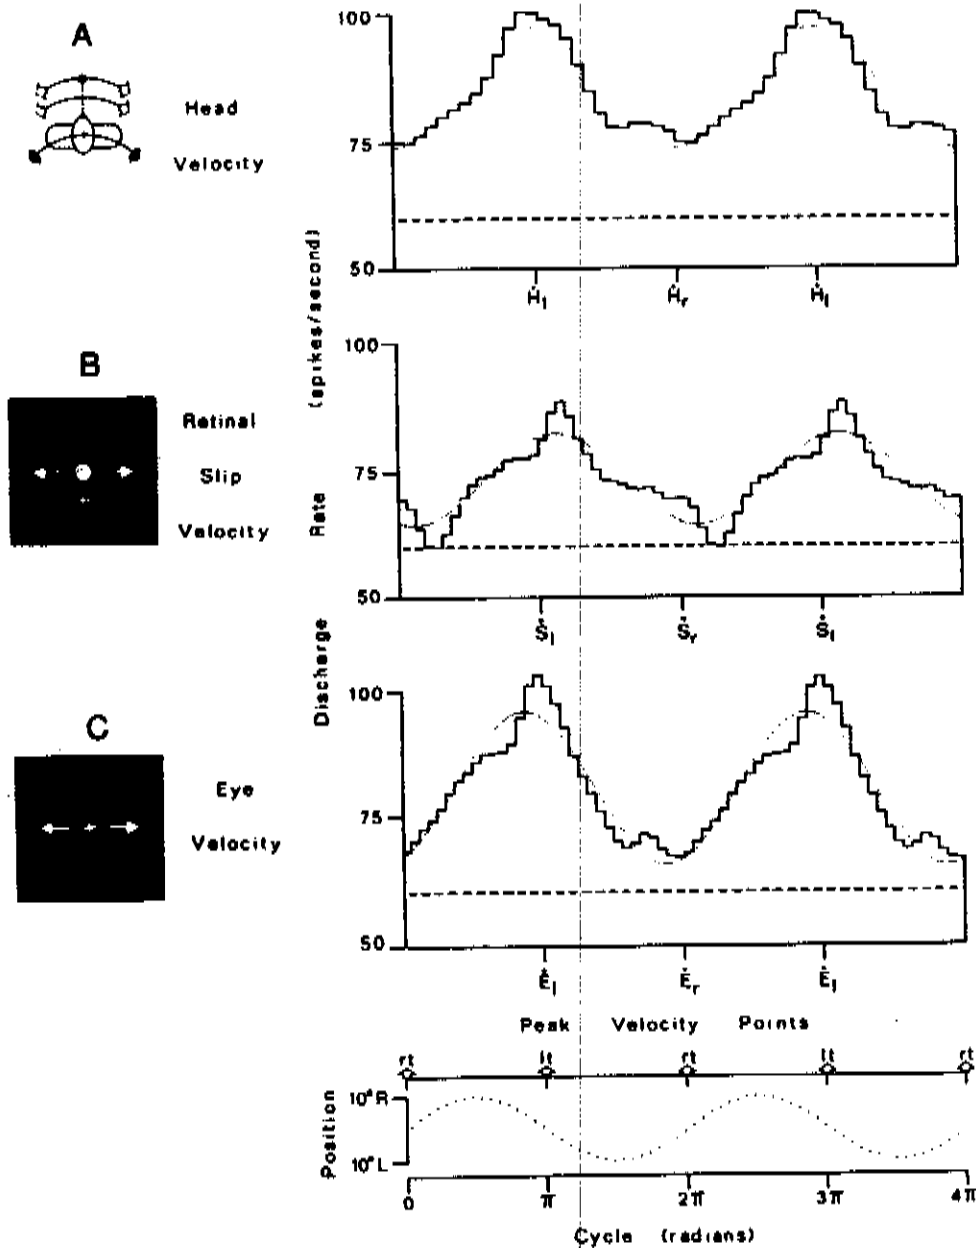 A
Head
Velocity
100
75
50
Ḣl
Ḣr
Ḣl
B
Retinal
Slip
Velocity
100
75
50
Ṡl
Ṡr
Ṡl
Discharge Rate (spikes/second)
C
Eye
Velocity
100
75
50
Ėl
Ėr
Ėl
Peak Velocity Points
rt lt rt lt rt
Position
10°R
10°L
0 π 2π 3π 4π
Cycle (radians)